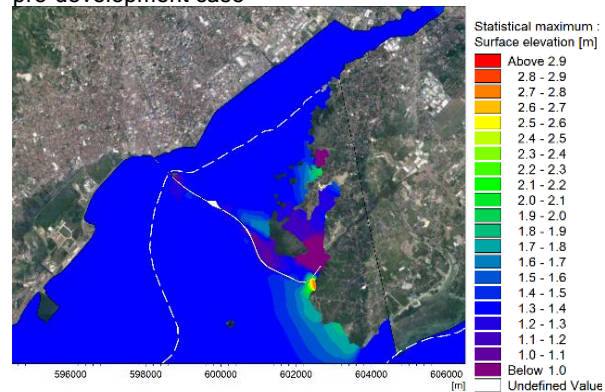 pre-development case
Statistical maximum :
Surface elevation [m]
Above 2.9
2.8 - 2.9
2.7 - 2.8
2.6 - 2.7
2.5 - 2.6
2.4 - 2.5
2.3 - 2.4
2.2 - 2.3
2.1 - 2.2
2.0 - 2.1
1.9 - 2.0
1.8 - 1.9
1.7 - 1.8
1.6 - 1.7
1.5 - 1.6
1.4 - 1.5
1.3 - 1.4
1.2 - 1.3
1.1 - 1.2
1.0 - 1.1
Below 1.0
Undefined Value
596000 598000 600000 602000 604000 606000
[m]